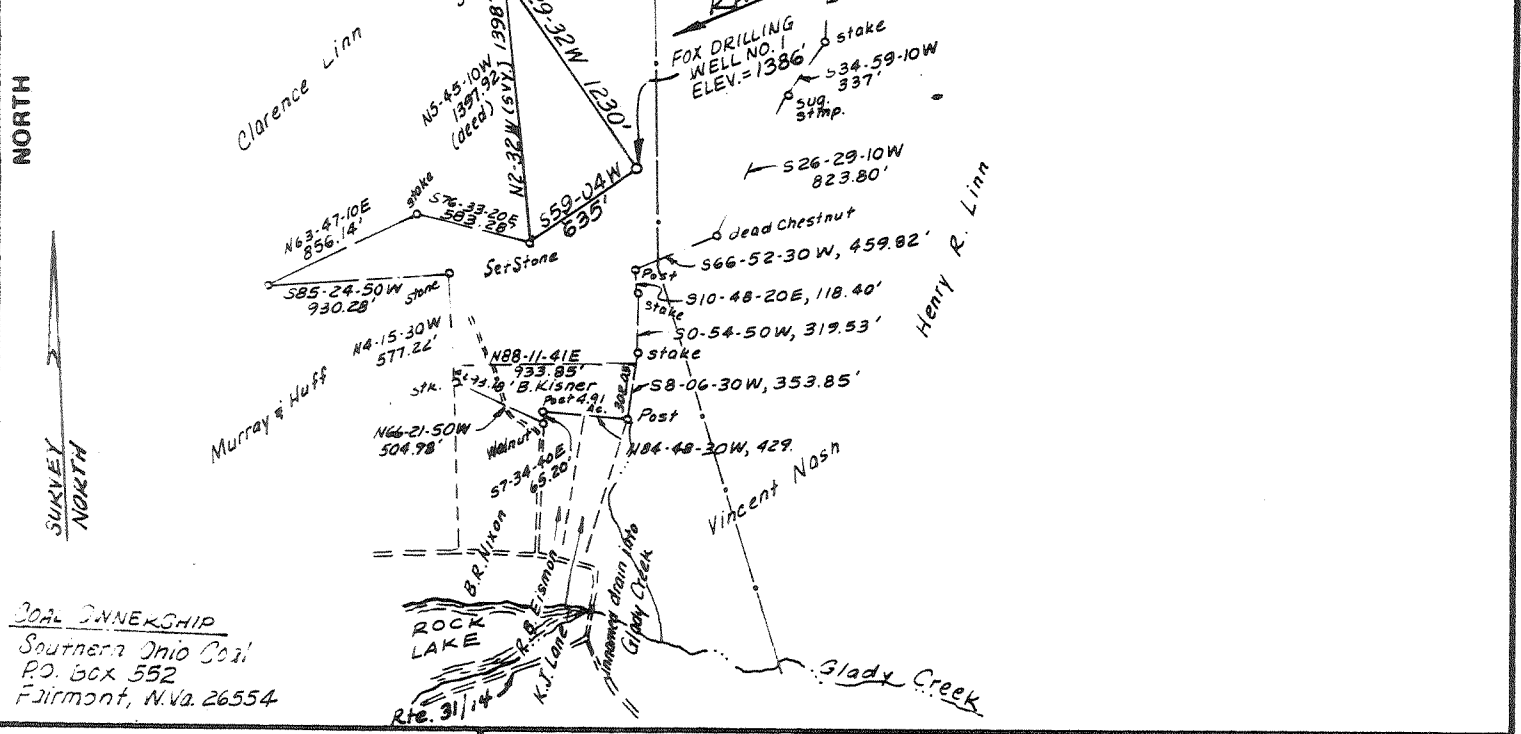 NORTH
Clarence Linn
N5-45-10W
1397.92
(deed)
N2-32W (SVY.) 1398'
9-32W 1230'
FOX DRILLING
WELL NO. 1
ELEV.=1386'
stake
S34-59-10W
337'
sug.
stmp.
S26-29-10W
823.80'
Henry R. Linn
stake
N63-47-10E
856.14'
S76-33-20E
583.28'
S59-04W
635'
Set Stone
dead Chestnut
S66-52-30W, 459.82'
Post
S10-48-20E, 118.40'
stake
S0-54-50W, 319.53'
S85-24-50W
930.28'
stone
N4-15-30W
577.22'
N88-11-41E
933.85'
stake
stk.
B. Kisner
4.91
Ac.
Post
S8-06-30W, 353.85'
Post
Murray & Huff
N66-21-50W
504.98'
Walnut
S7-34-40E
65.20'
N84-48-30W, 429.
Vincent Nash
SURVEY
NORTH
B.R. Nixon
R.B. Eismon
K.J. Lane
Unnamed drain into
Glady Creek
ROCK
LAKE
Rte. 31/14
Glady Creek
COAL OWNERSHIP
Southern Ohio Coal
P.O. Box 552
Fairmont, W.Va. 26554